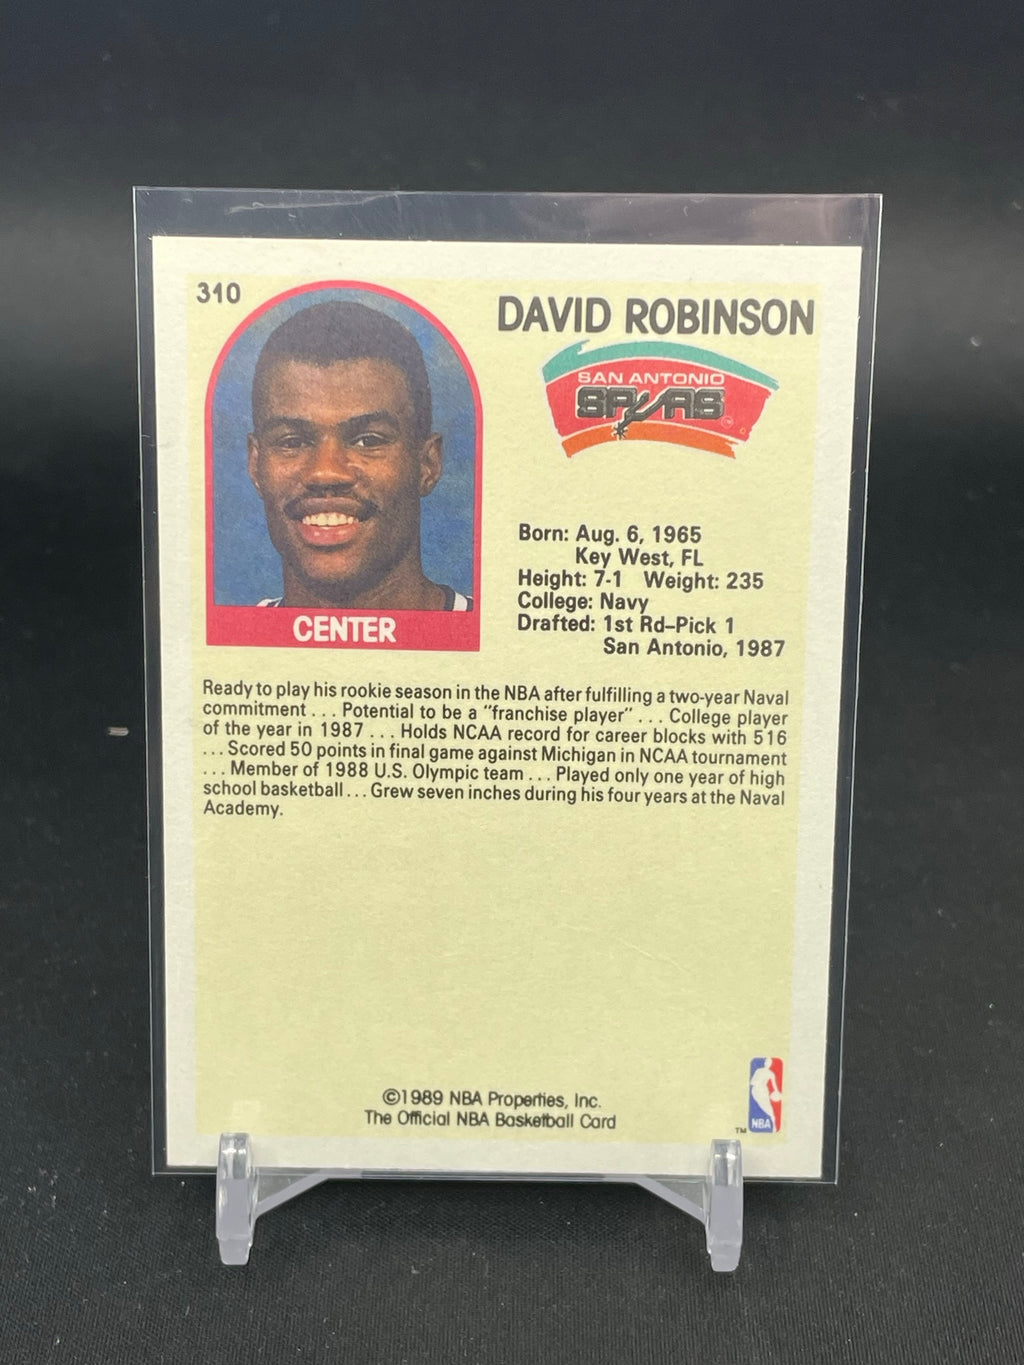 310
DAVID ROBINSON
SAN ANTONIO
SPURS
CENTER
Born: Aug. 6, 1965
Key West, FL
Height: 7-1 Weight: 235
College: Navy
Drafted: 1st Rd–Pick 1
San Antonio, 1987
Ready to play his rookie season in the NBA after fulfilling a two-year Naval
commitment . . . Potential to be a "franchise player" . . . College player
of the year in 1987 . . . Holds NCAA record for career blocks with 516
. . . Scored 50 points in final game against Michigan in NCAA tournament
. . . Member of 1988 U.S. Olympic team . . . Played only one year of high
school basketball . . . Grew seven inches during his four years at the Naval
Academy.
©1989 NBA Properties, Inc.
The Official NBA Basketball Card
NBA
TM